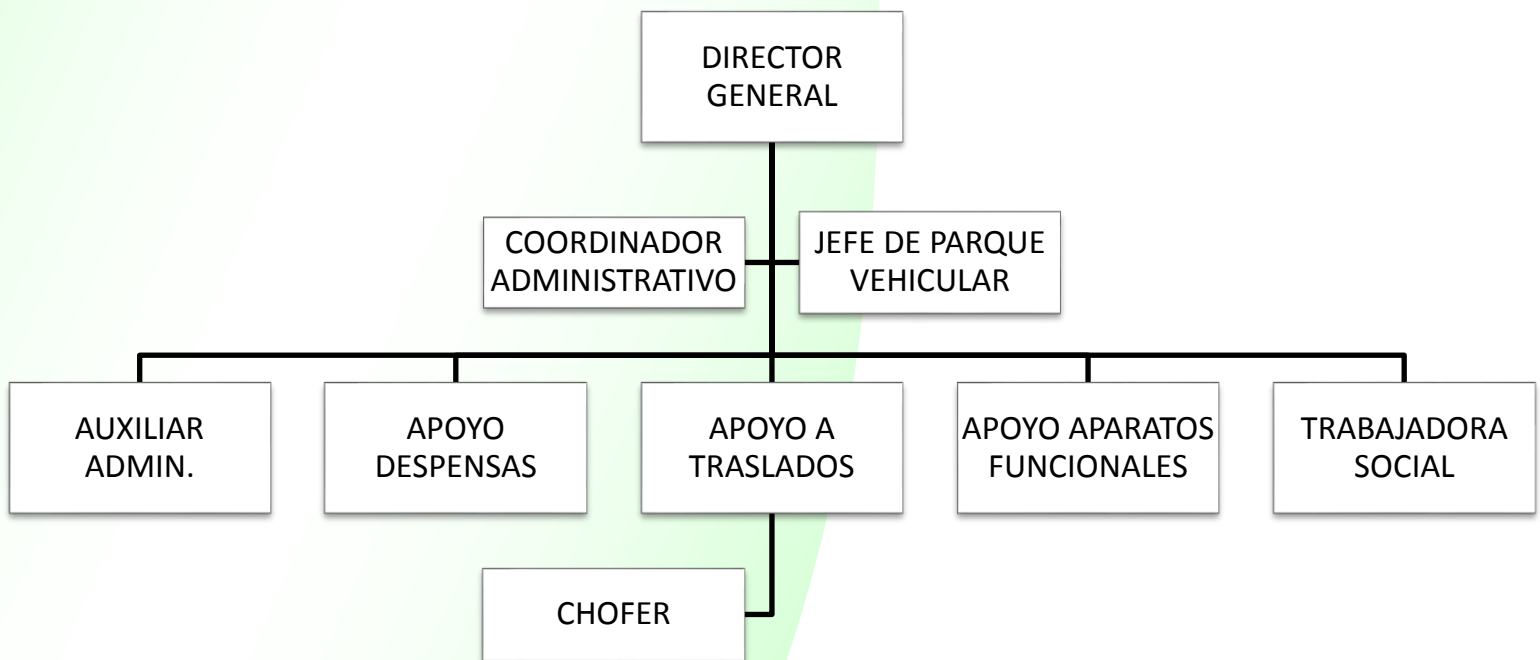 DIRECTOR
GENERAL
COORDINADOR
ADMINISTRATIVO
JEFE DE PARQUE
VEHICULAR
AUXILIAR
ADMIN.
APOYO
DESPENSAS
APOYO A
TRASLADOS
APOYO APARATOS
FUNCIONALES
TRABAJADORA
SOCIAL
CHOFER